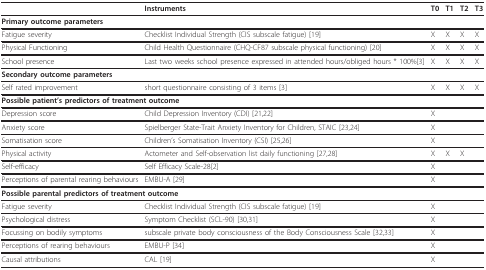 Instruments T0 T1 T2 T3
Primary outcome parameters
Fatigue severity Checklist Individual Strength (CIS subscale fatigue) [19] X X X X
Physical Functioning Child Health Questionnaire (CHQ-CF87 subscale physical functioning) [20] X X X X
School presence Last two weeks school presence expressed in attended hours/obliged hours * 100%[3] X X X X
Secondary outcome parameters
Self rated improvement short questionnaire consisting of 3 items [3] X X X X
Possible patient's predictors of treatment outcome
Depression score Child Depression Inventory (CDI) [21,22] X
Anxiety score Spielberger State-Trait Anxiety Inventory for Children, STAIC [23,24] X
Somatisation score Children's Somatisation Inventory (CSI) [25,26] X
Physical activity Actometer and Self-observation list daily functioning [27,28] X X X
Self-efficacy Self Efficacy Scale-28[2] X
Perceptions of parental rearing behaviours EMBU-A [29] X
Possible parental predictors of treatment outcome
Fatigue severity Checklist Individual Strength (CIS subscale fatigue) [19] X
Psychological distress Symptom Checklist (SCL-90) [30,31] X
Focussing on bodily symptoms subscale private body consciousness of the Body Consciousness Scale [32,33] X
Perceptions of rearing behaviours EMBU-P [34] X
Causal attributions CAL [19] X